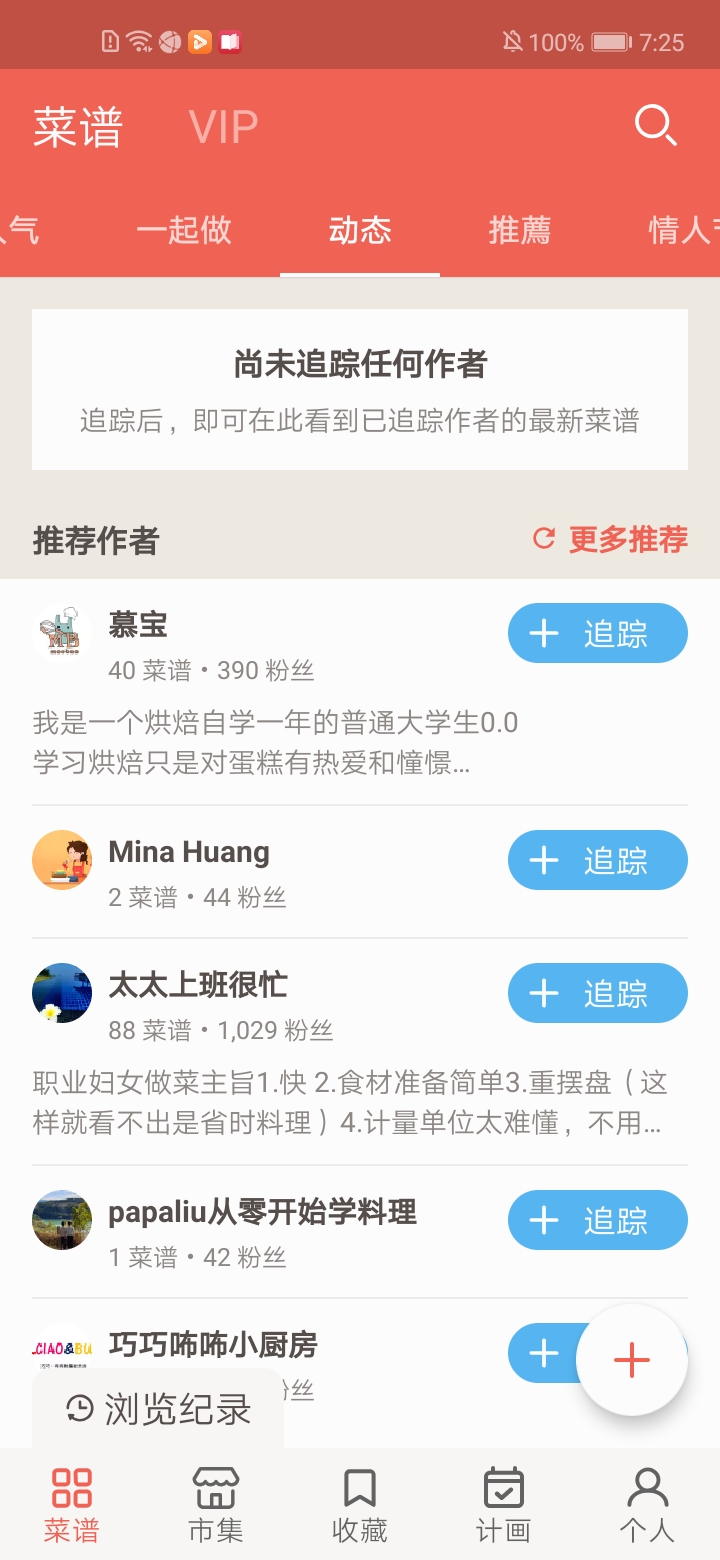 100% 7:25
菜谱 VIP
气 一起做 动态 推薦 情人
尚未追踪任何作者
追踪后，即可在此看到已追踪作者的最新菜谱
推荐作者 更多推荐
慕宝 追踪
40 菜谱・390 粉丝
我是一个烘焙自学一年的普通大学生0.0
学习烘焙只是对蛋糕有热爱和憧憬...
Mina Huang 追踪
2 菜谱・44 粉丝
太太上班很忙 追踪
88 菜谱・1,029 粉丝
职业妇女做菜主旨1.快 2.食材准备简单3.重摆盘（这
样就看不出是省时料理）4.计量单位太难懂，不用...
papaliu从零开始学料理 追踪
1 菜谱・42 粉丝
CIAO&BU 巧巧咘咘小厨房
丝
浏览纪录
菜谱 市集 收藏 计画 个人